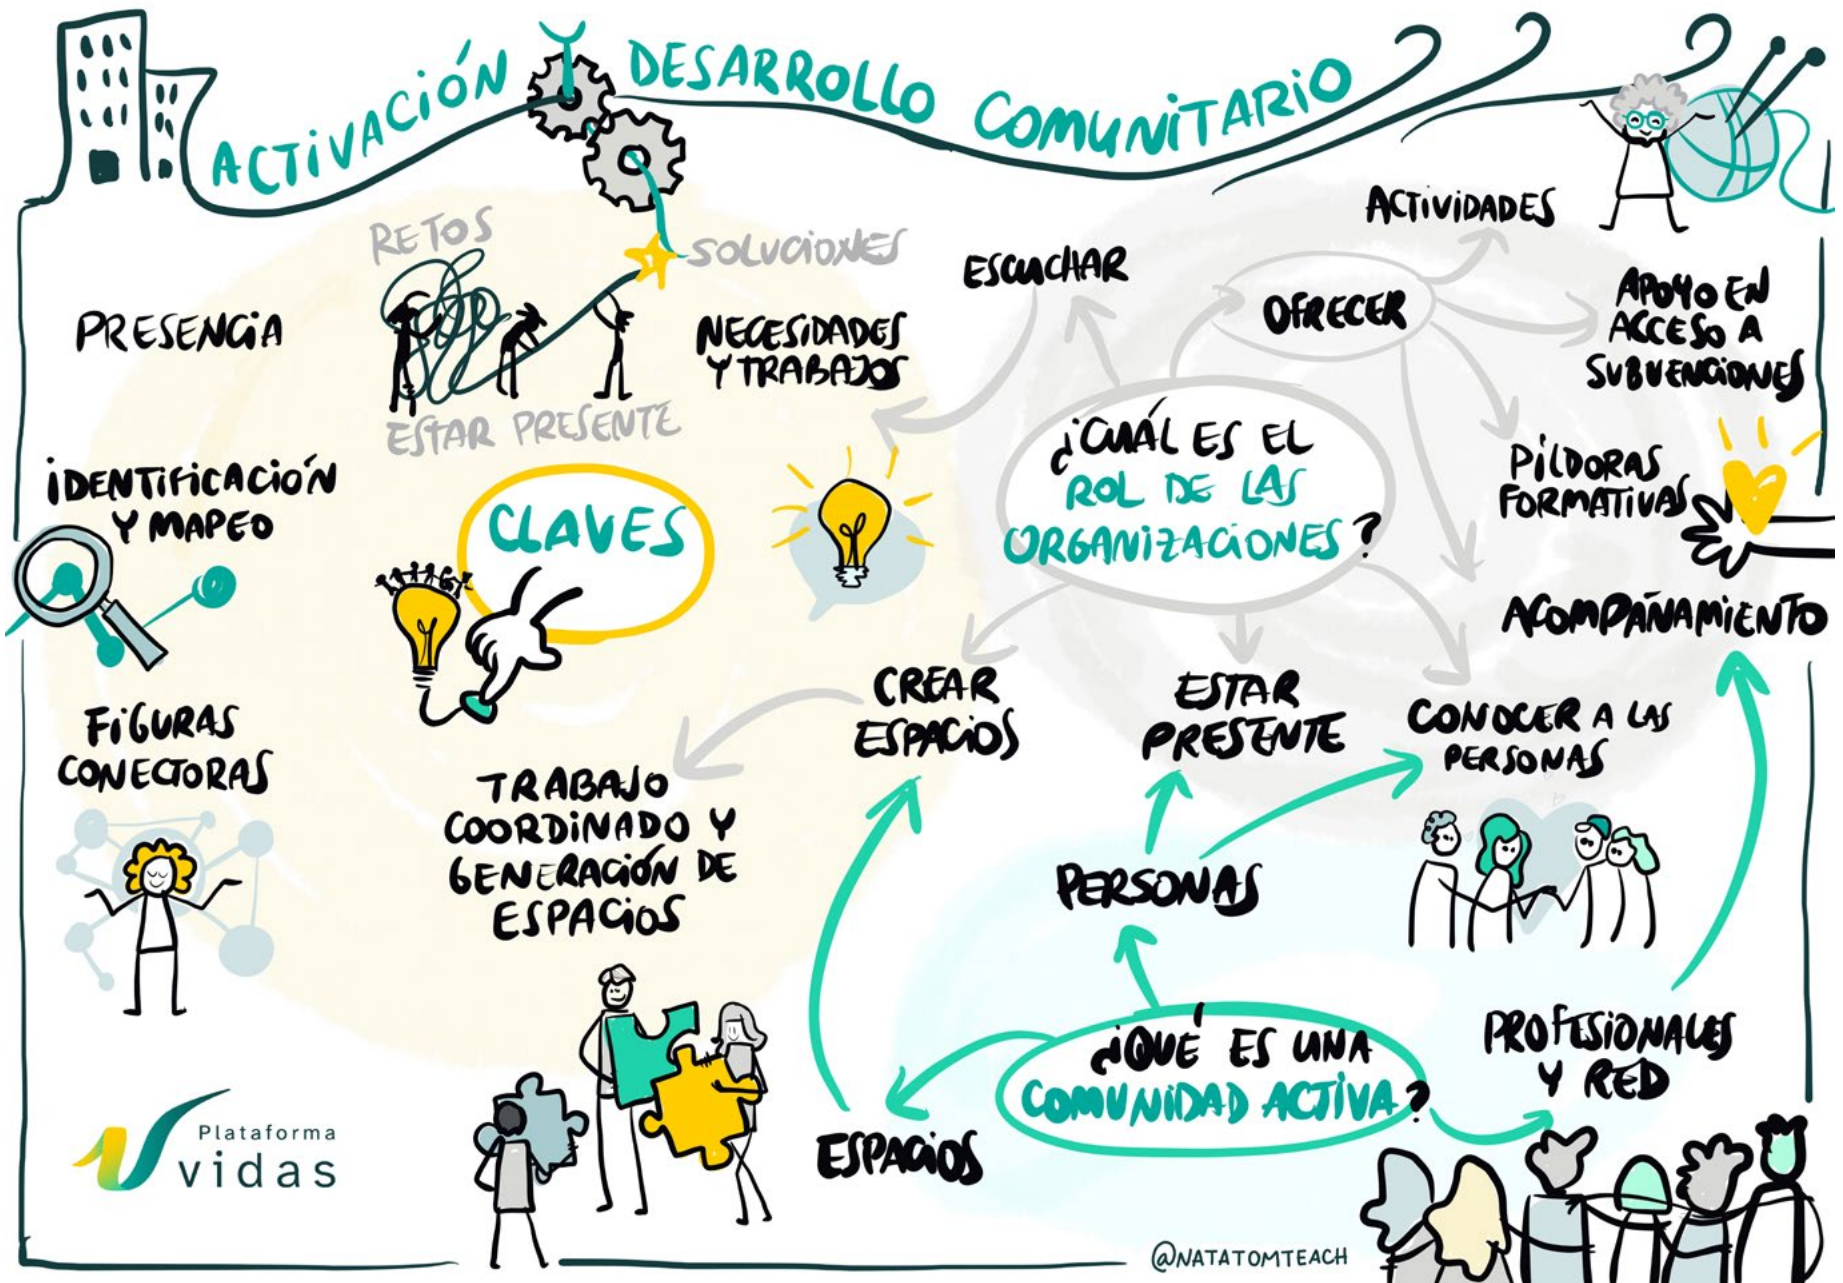 ACTIVACIÓN Y DESARROLLO COMUNITARIO
RETOS
SOLUCIONES
ESTAR PRESENTE
PRESENCIA
NECESIDADES
Y TRABAJOS
IDENTIFICACIÓN
Y MAPEO
CLAVES
FIGURAS
CONECTORAS
TRABAJO
COORDINADO Y
GENERACIÓN DE
ESPACIOS
ESCUCHAR
OFRECER
ACTIVIDADES
APOYO EN
ACCESO A
SUBVENCIONES
PÍLDORAS
FORMATIVAS
ACOMPAÑAMIENTO
¿CUÁL ES EL
ROL DE LAS
ORGANIZACIONES?
CREAR
ESPACIOS
ESTAR
PRESENTE
CONOCER A LAS
PERSONAS
PERSONAS
¿QUÉ ES UNA
COMUNIDAD ACTIVA?
ESPACIOS
PROFESIONALES
Y RED
Plataforma
vidas
@NATATOMTEACH